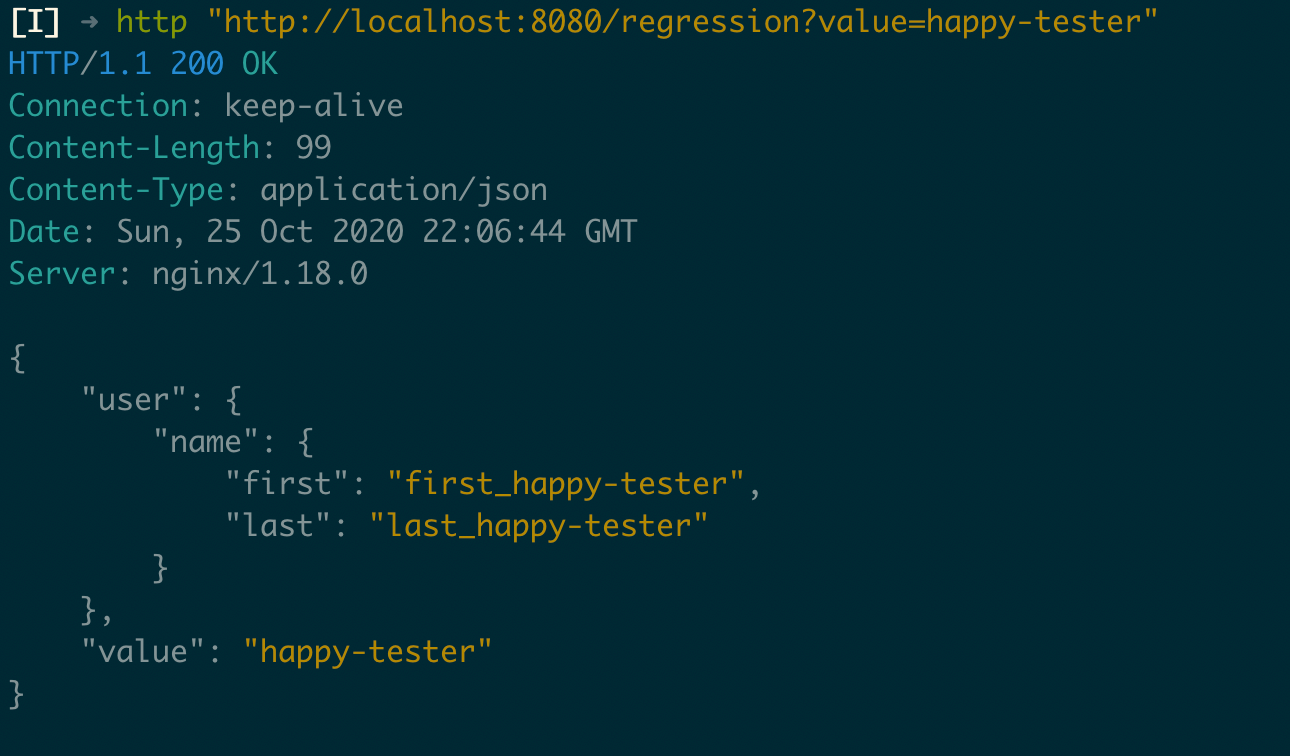 [I] ➜ http "http://localhost:8080/regression?value=happy-tester"
HTTP/1.1 200 OK
Connection: keep-alive
Content-Length: 99
Content-Type: application/json
Date: Sun, 25 Oct 2020 22:06:44 GMT
Server: nginx/1.18.0

{
    "user": {
        "name": {
            "first": "first_happy-tester",
            "last": "last_happy-tester"
        }
    },
    "value": "happy-tester"
}